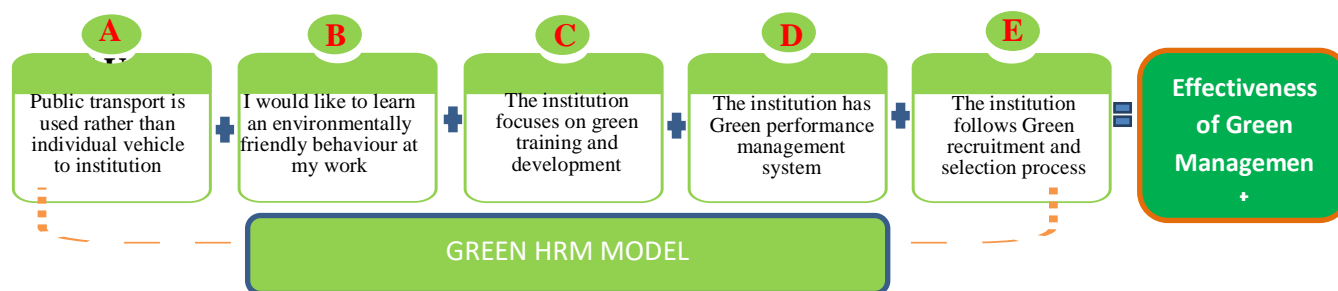 A
Public transport is
used rather than
individual vehicle
to institution
B
I would like to learn
an environmentally
friendly behaviour at
my work
C
The institution
focuses on green
training and
development
D
The institution has
Green performance
management
system
E
The institution
follows Green
recruitment and
selection process
Effectiveness
of Green
Managemen
GREEN HRM MODEL